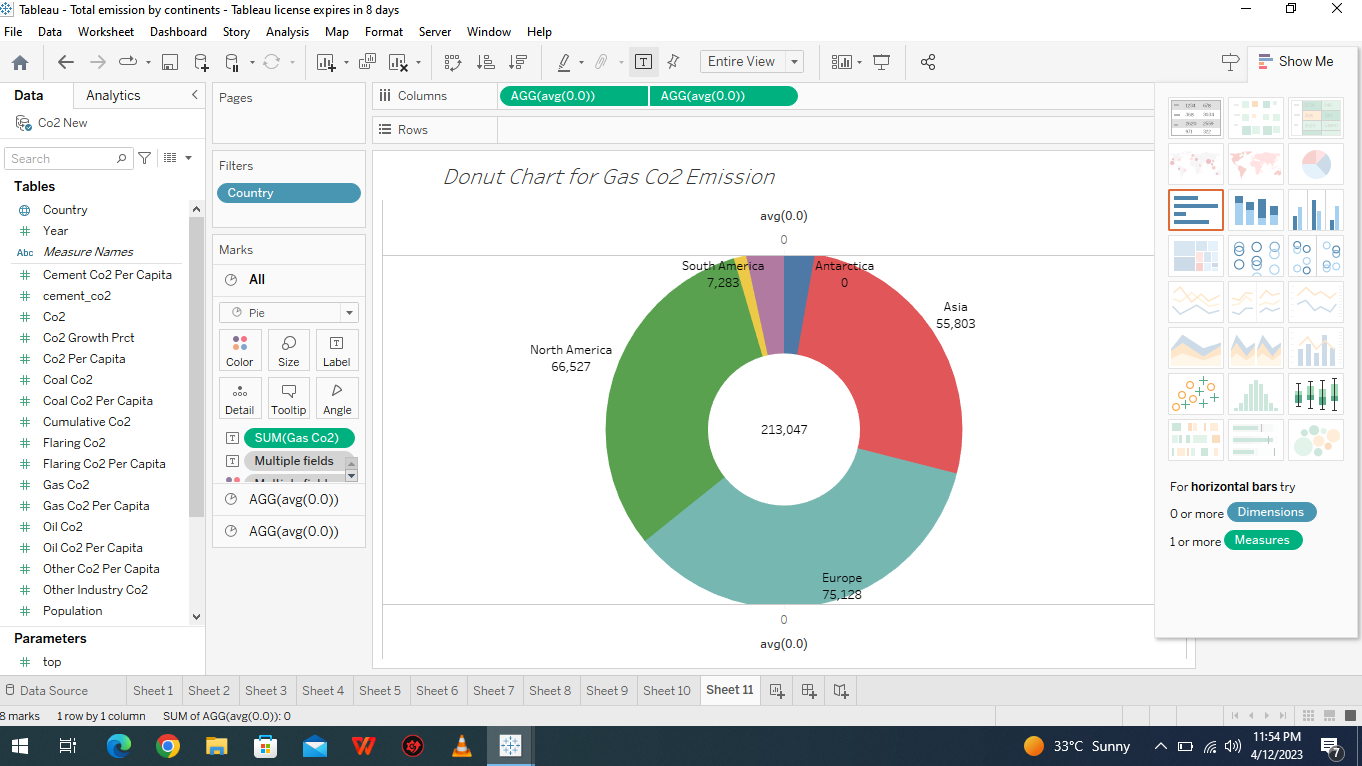 Tableau - Total emission by continents - Tableau license expires in 8 days
File Data Worksheet Dashboard Story Analysis Map Format Server Window Help
Entire View
Show Me
Data Analytics
Co2 New
Search
Tables
Country
Year
Abc Measure Names
Cement Co2 Per Capita
cement_co2
Co2
Co2 Growth Prct
Co2 Per Capita
Coal Co2
Coal Co2 Per Capita
Cumulative Co2
Flaring Co2
Flaring Co2 Per Capita
Gas Co2
Gas Co2 Per Capita
Oil Co2
Oil Co2 Per Capita
Other Co2 Per Capita
Other Industry Co2
Population
Parameters
top
Pages
Filters
Country
Marks
All
Pie
Color Size Label
Detail Tooltip Angle
SUM(Gas Co2)
Multiple fields
AGG(avg(0.0))
AGG(avg(0.0))
Columns AGG(avg(0.0)) AGG(avg(0.0))
Rows
Donut Chart for Gas Co2 Emission
avg(0.0)
0
South America
7,283
Antarctica
0
Asia
55,803
North America
66,527
213,047
Europe
75,128
0
avg(0.0)
For horizontal bars try
0 or more Dimensions
1 or more Measures
Data Source Sheet 1 Sheet 2 Sheet 3 Sheet 4 Sheet 5 Sheet 6 Sheet 7 Sheet 8 Sheet 9 Sheet 10 Sheet 11
8 marks 1 row by 1 column SUM of AGG(avg(0.0)): 0
33°C Sunny
11:54 PM
4/12/2023
7